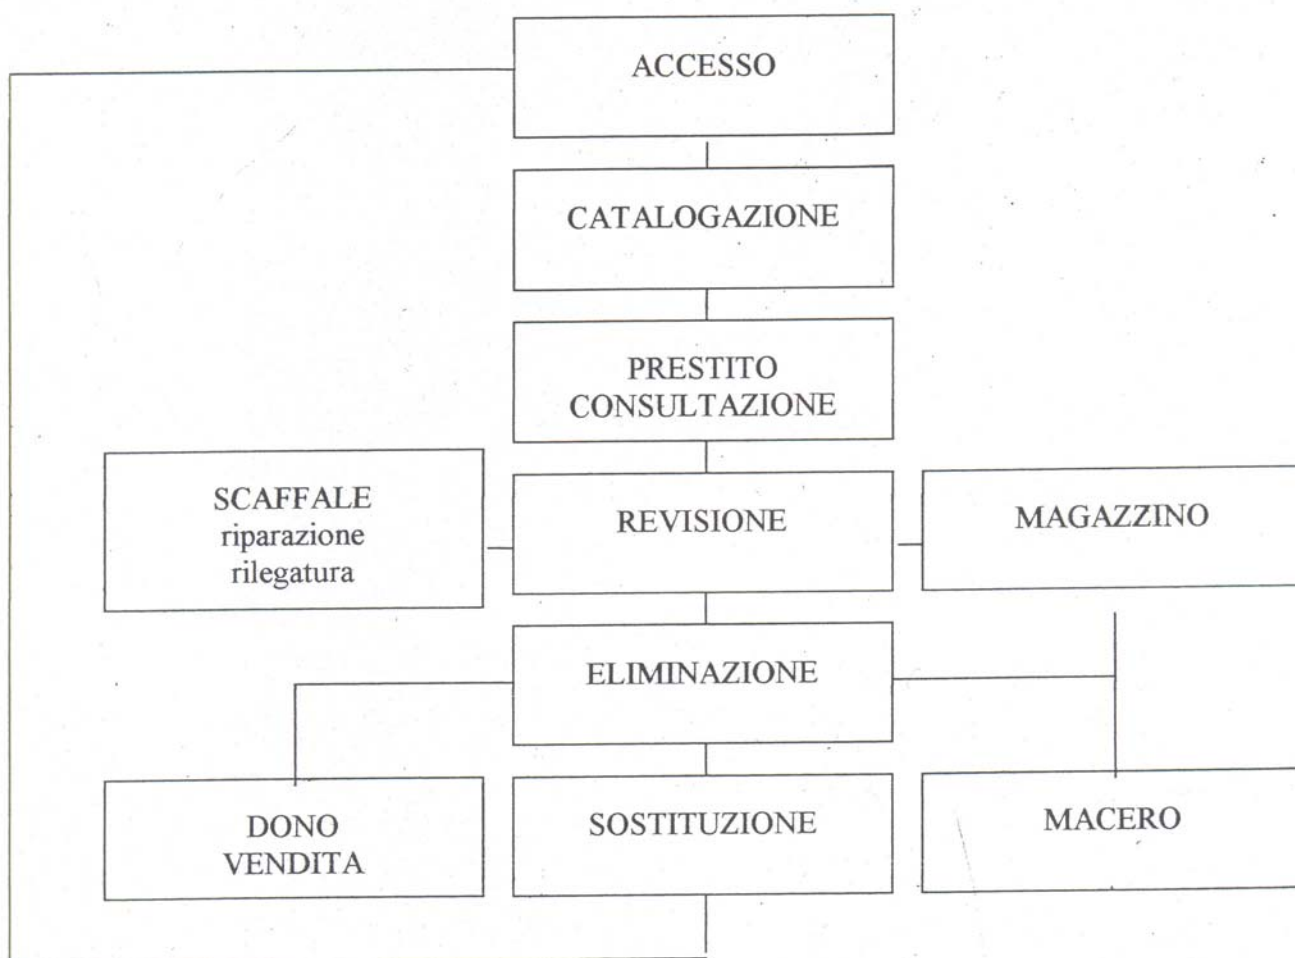 ACCESSO
CATALOGAZIONE
PRESTITO
CONSULTAZIONE
SCAFFALE
riparazione
rilegatura
REVISIONE
MAGAZZINO
ELIMINAZIONE
DONO
VENDITA
SOSTITUZIONE
MACERO